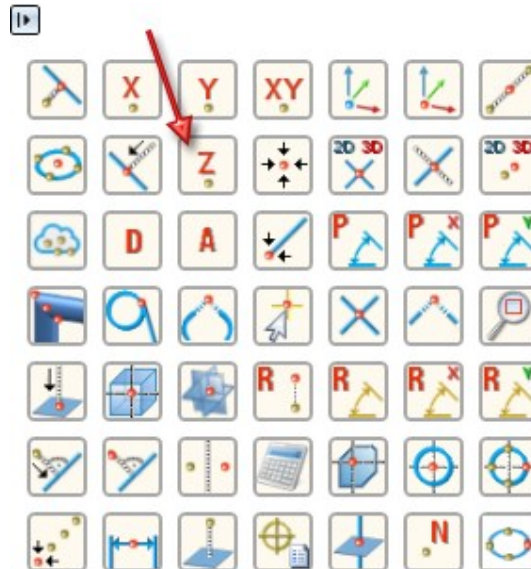 X Y XY
Z 2D 3D 2D 3D
D A P P X P Y
R R R X R Y
N